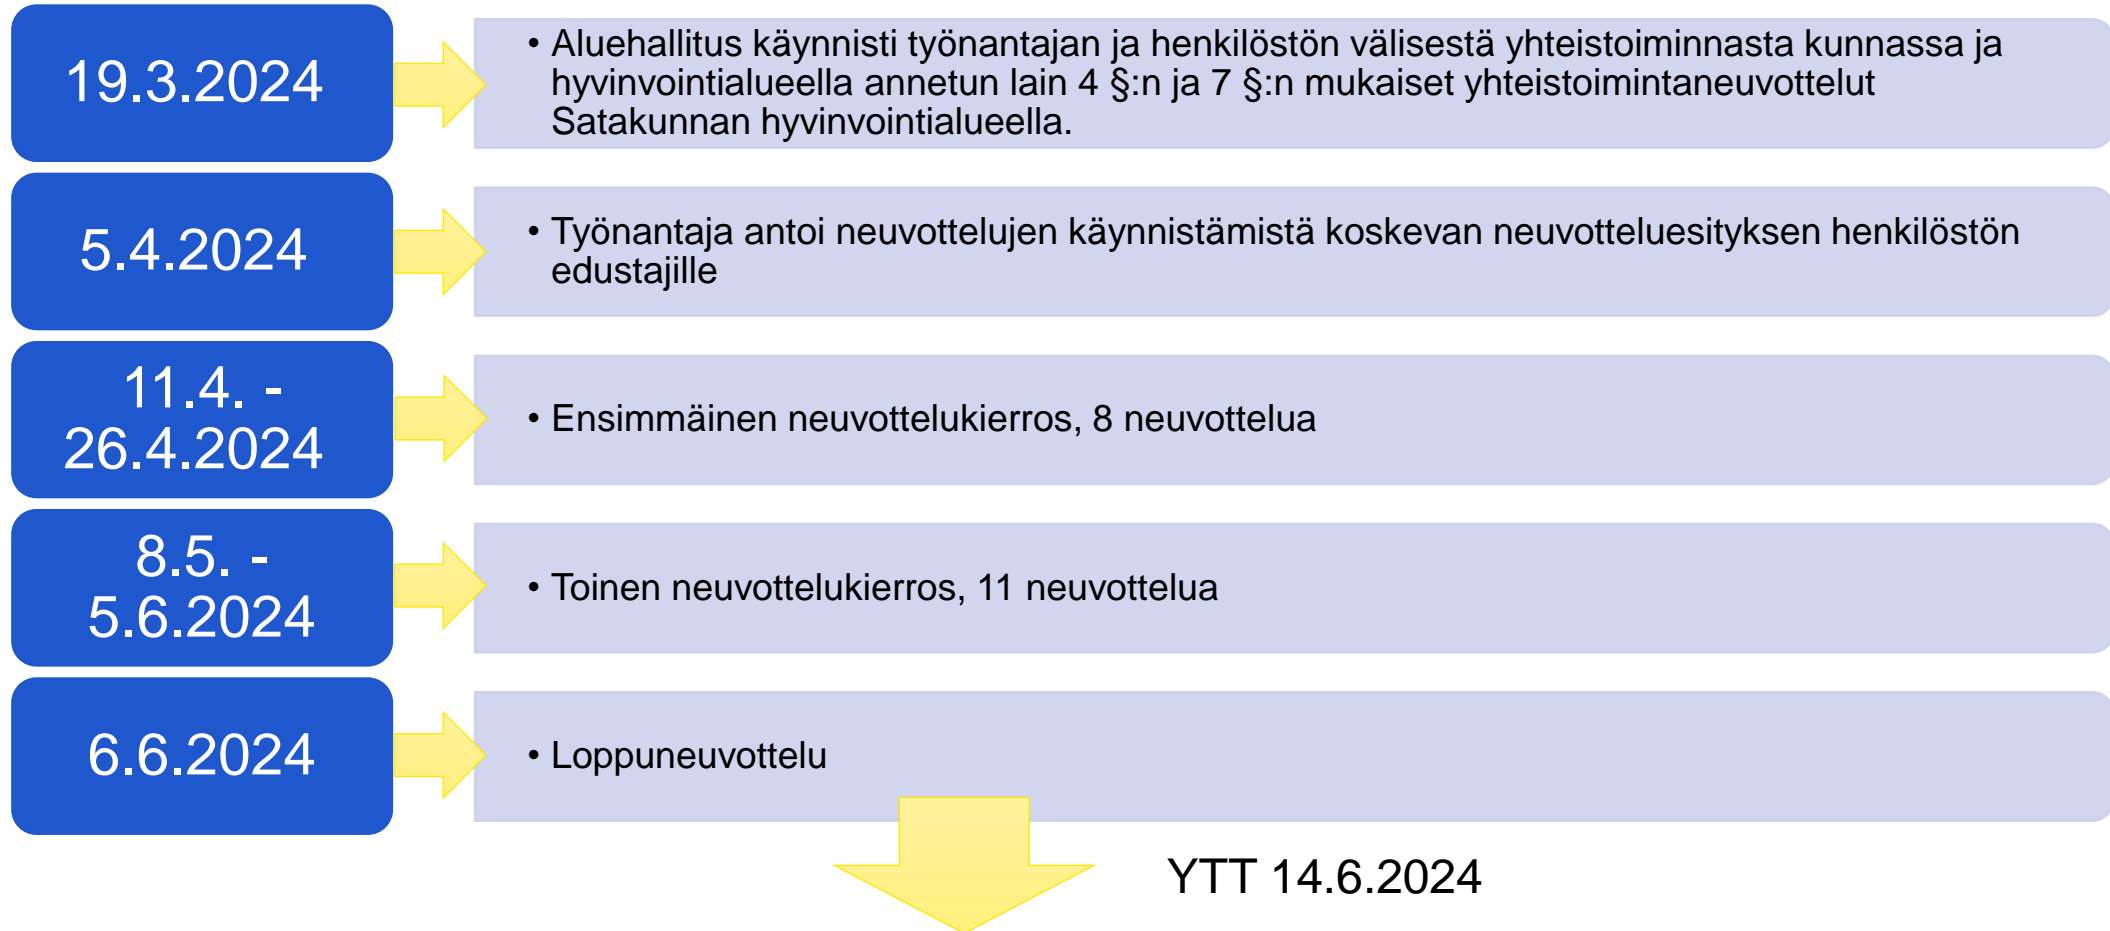 19.3.2024
• Aluehallitus käynnisti työnantajan ja henkilöstön välisestä yhteistoiminnasta kunnassa ja
hyvinvointialueella annetun lain 4 §:n ja 7 §:n mukaiset yhteistoimintaneuvottelut
Satakunnan hyvinvointialueella.
5.4.2024
• Työnantaja antoi neuvottelujen käynnistämistä koskevan neuvotteluesityksen henkilöstön
edustajille
11.4. -
26.4.2024
• Ensimmäinen neuvottelukierros, 8 neuvottelua
8.5. -
5.6.2024
• Toinen neuvottelukierros, 11 neuvottelua
6.6.2024
• Loppuneuvottelu
YTT 14.6.2024